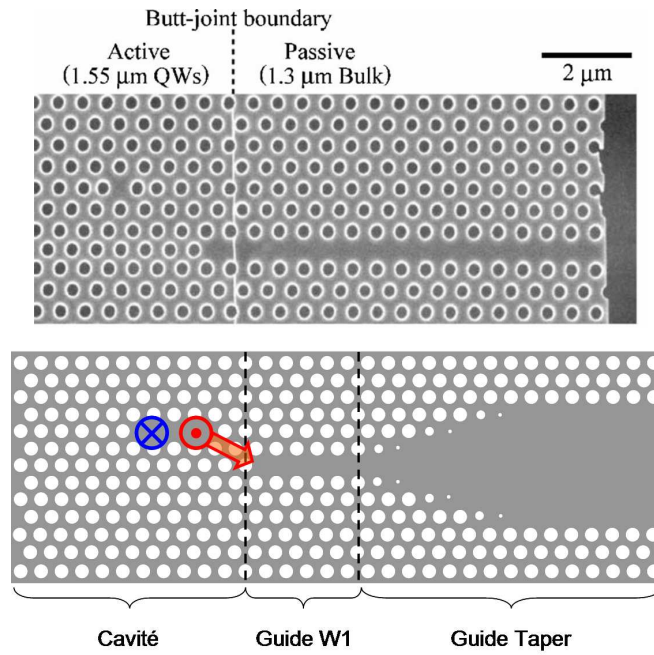 Butt-joint boundary
Active
(1.55 μm QWs)
Passive
(1.3 μm Bulk)
2 μm
Cavité
Guide W1
Guide Taper